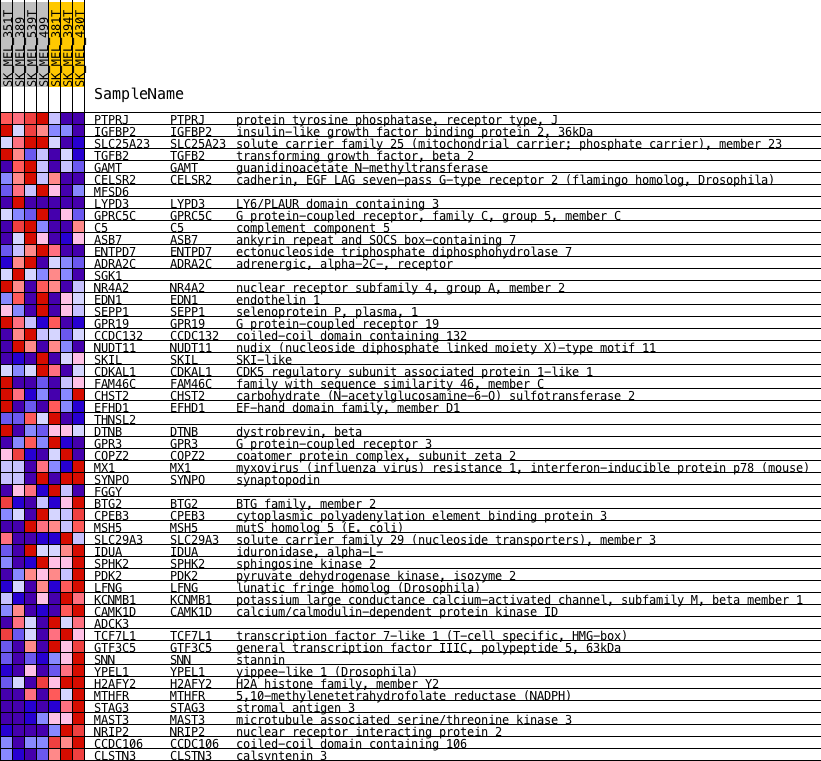 SK_MEL_351T
SK_MEL_389
SK_MEL_539T
SK_MEL_499
SK_MEL_381T
SK_MEL_394T
SK_MEL_430T
SampleName
PTPRJ PTPRJ protein tyrosine phosphatase, receptor type, J
IGFBP2 IGFBP2 insulin-like growth factor binding protein 2, 36kDa
SLC25A23 SLC25A23 solute carrier family 25 (mitochondrial carrier; phosphate carrier), member 23
TGFB2 TGFB2 transforming growth factor, beta 2
GAMT GAMT guanidinoacetate N-methyltransferase
CELSR2 CELSR2 cadherin, EGF LAG seven-pass G-type receptor 2 (flamingo homolog, Drosophila)
MFSD6
LYPD3 LYPD3 LY6/PLAUR domain containing 3
GPRC5C GPRC5C G protein-coupled receptor, family C, group 5, member C
C5 C5 complement component 5
ASB7 ASB7 ankyrin repeat and SOCS box-containing 7
ENTPD7 ENTPD7 ectonucleoside triphosphate diphosphohydrolase 7
ADRA2C ADRA2C adrenergic, alpha-2C-, receptor
SGK1
NR4A2 NR4A2 nuclear receptor subfamily 4, group A, member 2
EDN1 EDN1 endothelin 1
SEPP1 SEPP1 selenoprotein P, plasma, 1
GPR19 GPR19 G protein-coupled receptor 19
CCDC132 CCDC132 coiled-coil domain containing 132
NUDT11 NUDT11 nudix (nucleoside diphosphate linked moiety X)-type motif 11
SKIL SKIL SKI-like
CDKAL1 CDKAL1 CDK5 regulatory subunit associated protein 1-like 1
FAM46C FAM46C family with sequence similarity 46, member C
CHST2 CHST2 carbohydrate (N-acetylglucosamine-6-O) sulfotransferase 2
EFHD1 EFHD1 EF-hand domain family, member D1
THNSL2
DTNB DTNB dystrobrevin, beta
GPR3 GPR3 G protein-coupled receptor 3
COPZ2 COPZ2 coatomer protein complex, subunit zeta 2
MX1 MX1 myxovirus (influenza virus) resistance 1, interferon-inducible protein p78 (mouse)
SYNPO SYNPO synaptopodin
FGGY
BTG2 BTG2 BTG family, member 2
CPEB3 CPEB3 cytoplasmic polyadenylation element binding protein 3
MSH5 MSH5 mutS homolog 5 (E. coli)
SLC29A3 SLC29A3 solute carrier family 29 (nucleoside transporters), member 3
IDUA IDUA iduronidase, alpha-L-
SPHK2 SPHK2 sphingosine kinase 2
PDK2 PDK2 pyruvate dehydrogenase kinase, isozyme 2
LFNG LFNG lunatic fringe homolog (Drosophila)
KCNMB1 KCNMB1 potassium large conductance calcium-activated channel, subfamily M, beta member 1
CAMK1D CAMK1D calcium/calmodulin-dependent protein kinase ID
ADCK3
TCF7L1 TCF7L1 transcription factor 7-like 1 (T-cell specific, HMG-box)
GTF3C5 GTF3C5 general transcription factor IIIC, polypeptide 5, 63kDa
SNN SNN stannin
YPEL1 YPEL1 yippee-like 1 (Drosophila)
H2AFY2 H2AFY2 H2A histone family, member Y2
MTHFR MTHFR 5,10-methylenetetrahydrofolate reductase (NADPH)
STAG3 STAG3 stromal antigen 3
MAST3 MAST3 microtubule associated serine/threonine kinase 3
NRIP2 NRIP2 nuclear receptor interacting protein 2
CCDC106 CCDC106 coiled-coil domain containing 106
CLSTN3 CLSTN3 calsyntenin 3